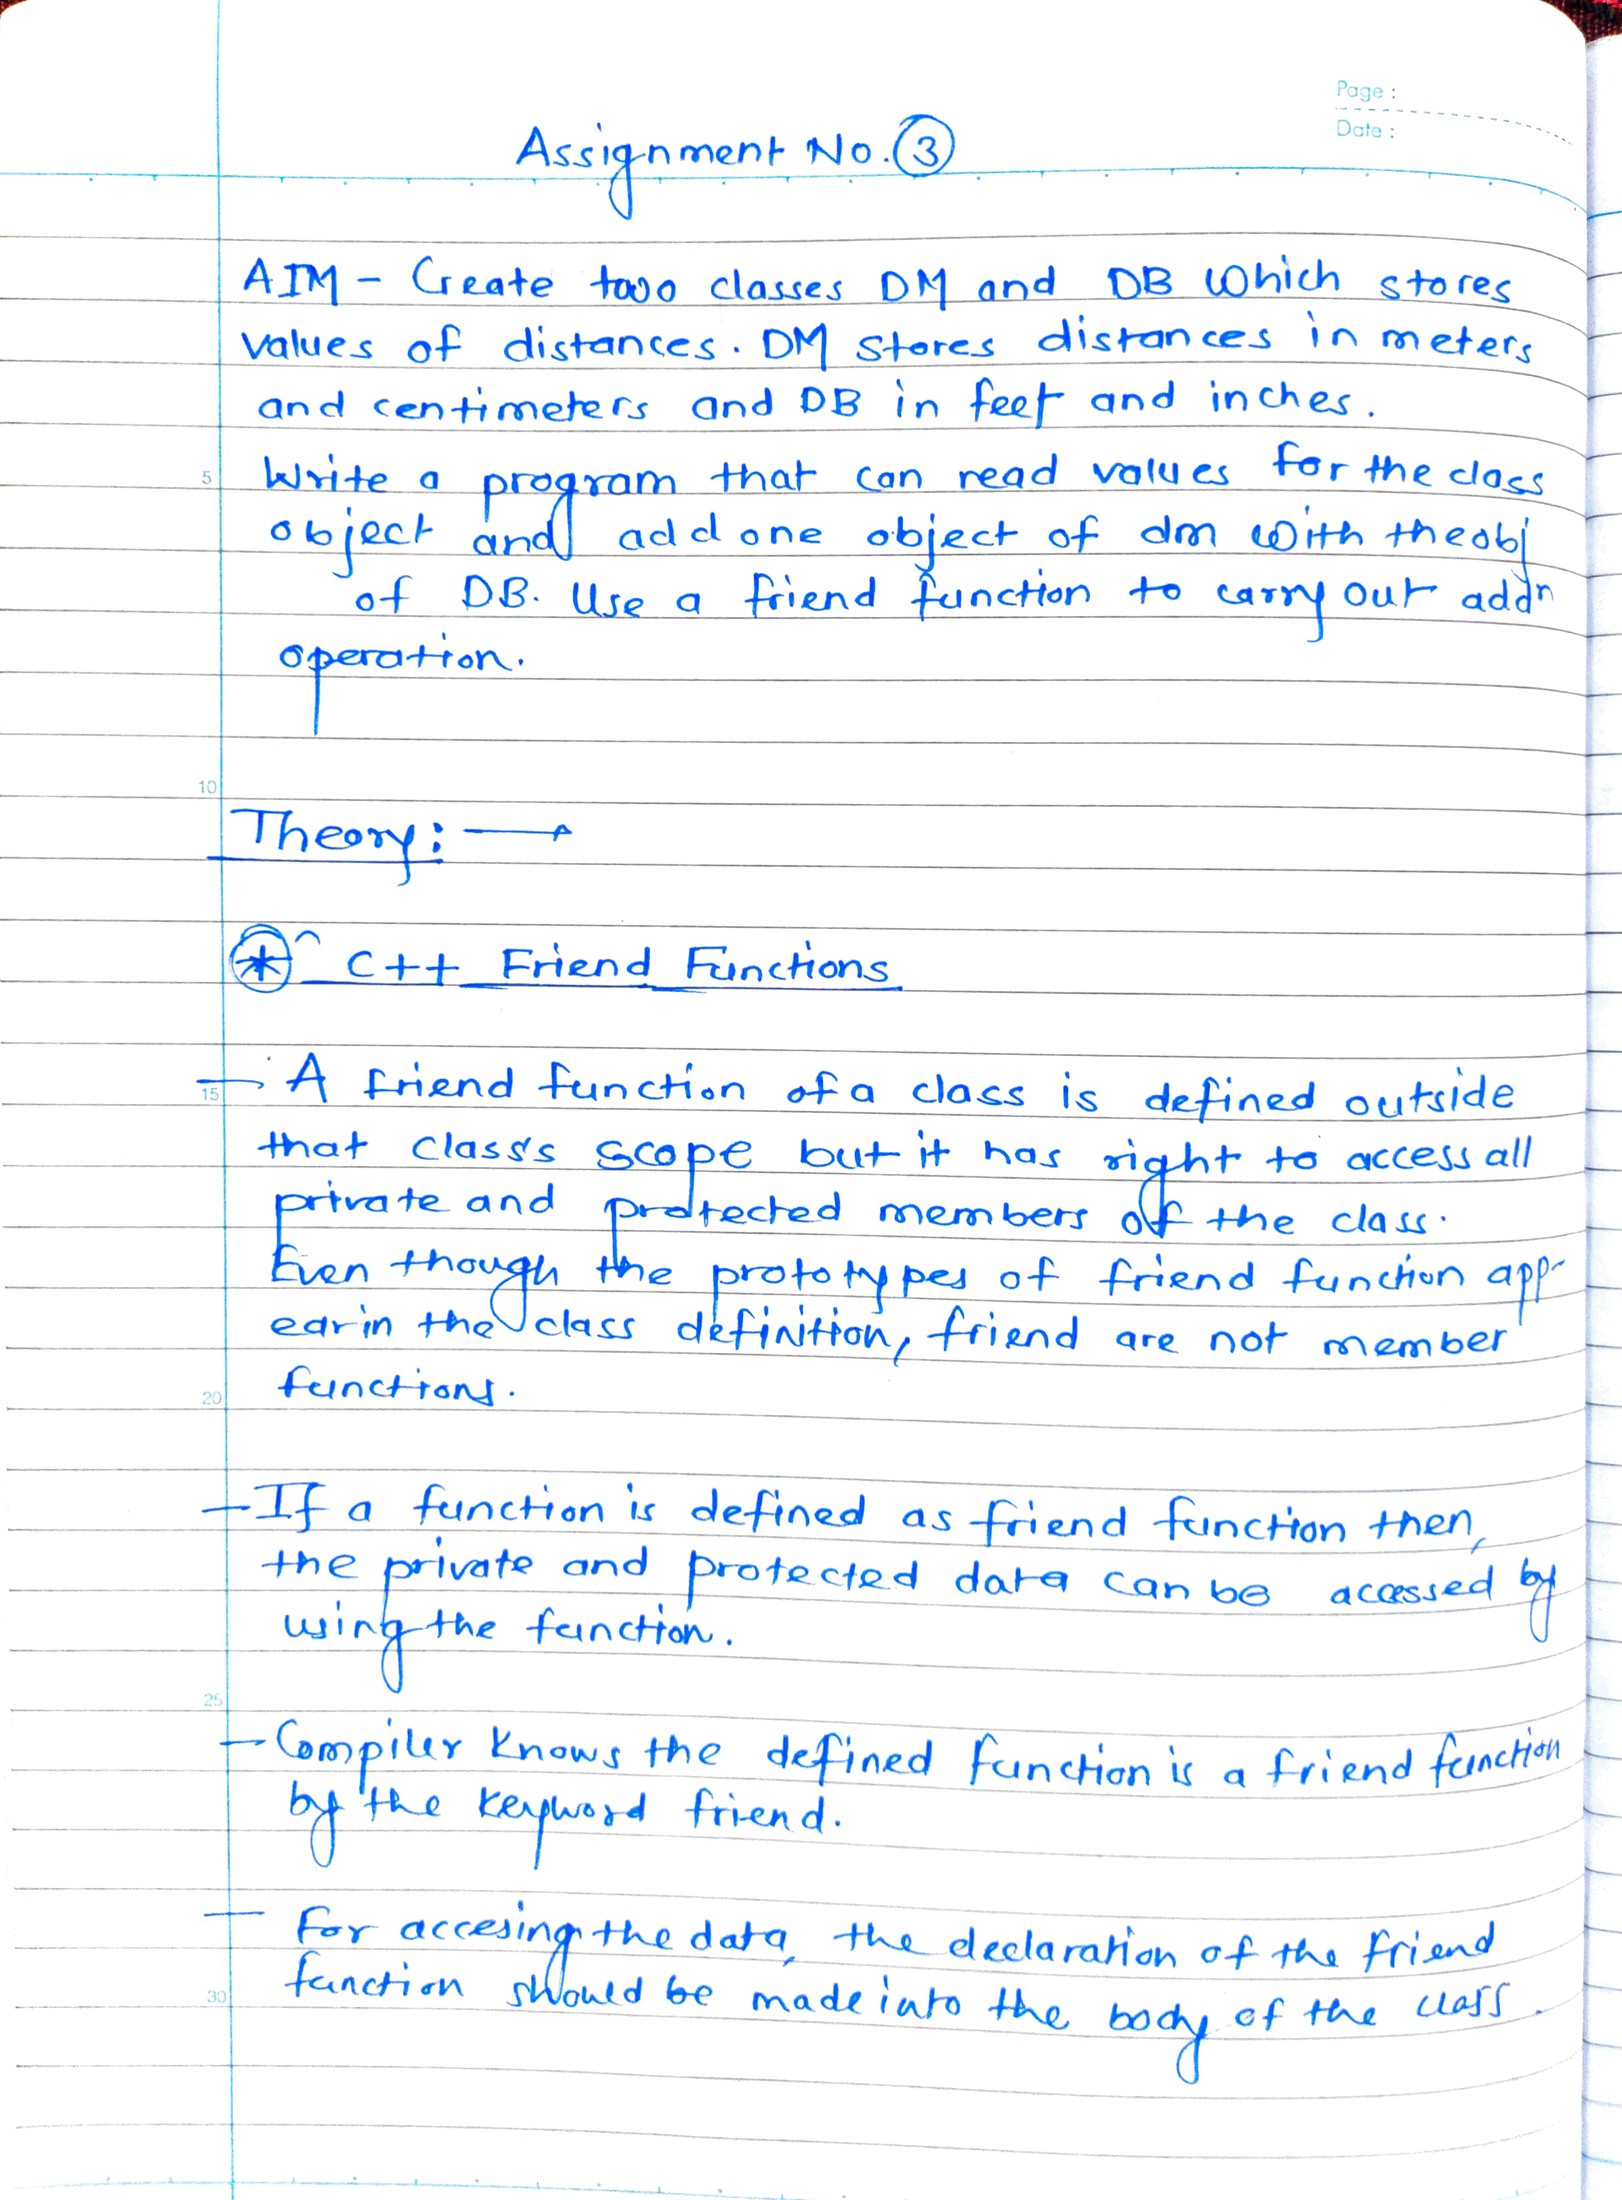 Page :
Date :
Assignment No. 3
AIM - Create two classes DM and DB which stores
values of distances. DM stores distances in meters
and centimeters and DB in feet and inches.
5
Write a program that can read values for the class
object and add one object of dm with the obj
of DB. Use a friend function to carry out addn
operation.
10
Theory: →
* C++ Friend Functions
15
— A friend function of a class is defined outside
that class's scope but it has right to access all
private and protected members of the class.
Even though the prototypes of friend function app-
ear in the class definition, friend are not member
20
functions.
— If a function is defined as friend function then,
the private and protected data can be accessed by
using the function.
25
— Compiler knows the defined function is a friend function
by the keyword friend.
— For accesing the data, the declaration of the friend
30
function should be made into the body of the class.